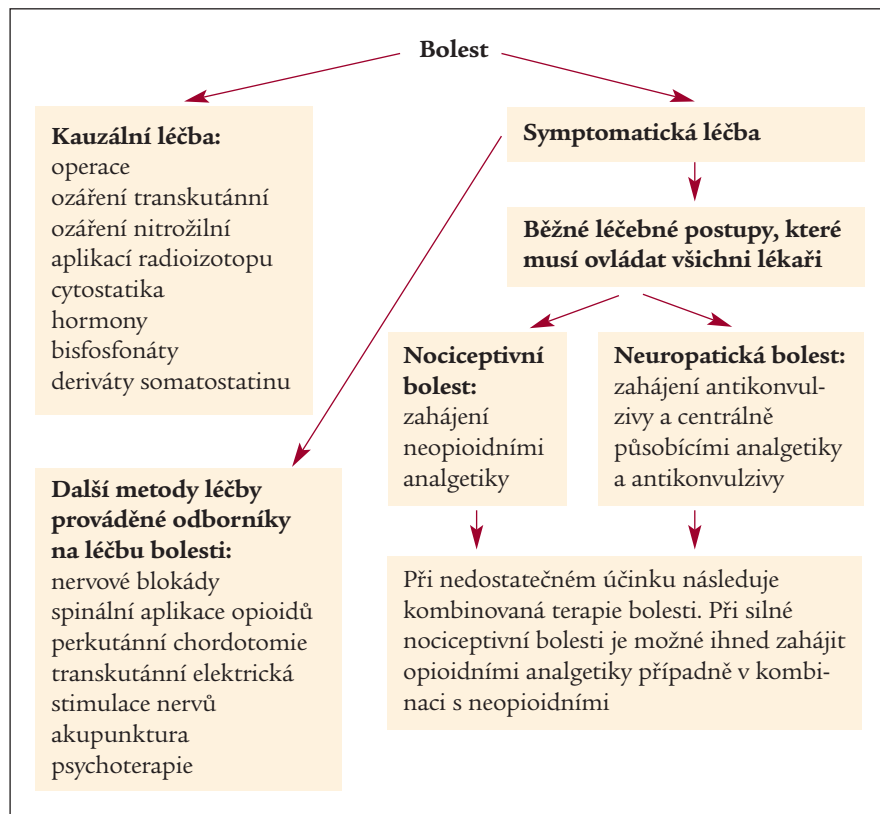 Bolest
Kauzální léčba:
operace
ozáření transkutánní
ozáření nitrožilní
aplikací radioizotopu
cytostatika
hormony
bisfosfonáty
deriváty somatostatinu
Symptomatická léčba
Běžné léčebné postupy, které
musí ovládat všichni lékaři
Nociceptivní
bolest:
zahájení
neopioidními
analgetiky
Neuropatická bolest:
zahájení antikonvul-
zivy a centrálně
působícími analgetiky
a antikonvulzivy
Další metody léčby
prováděné odborníky
na léčbu bolesti:
nervové blokády
spinální aplikace opioidů
perkutánní chordotomie
transkutánní elektrická
stimulace nervů
akupunktura
psychoterapie
Při nedostatečném účinku následuje
kombinovaná terapie bolesti. Při silné
nociceptivní bolesti je možné ihned zahájit
opioidními analgetiky případně v kombi-
naci s neopioidními